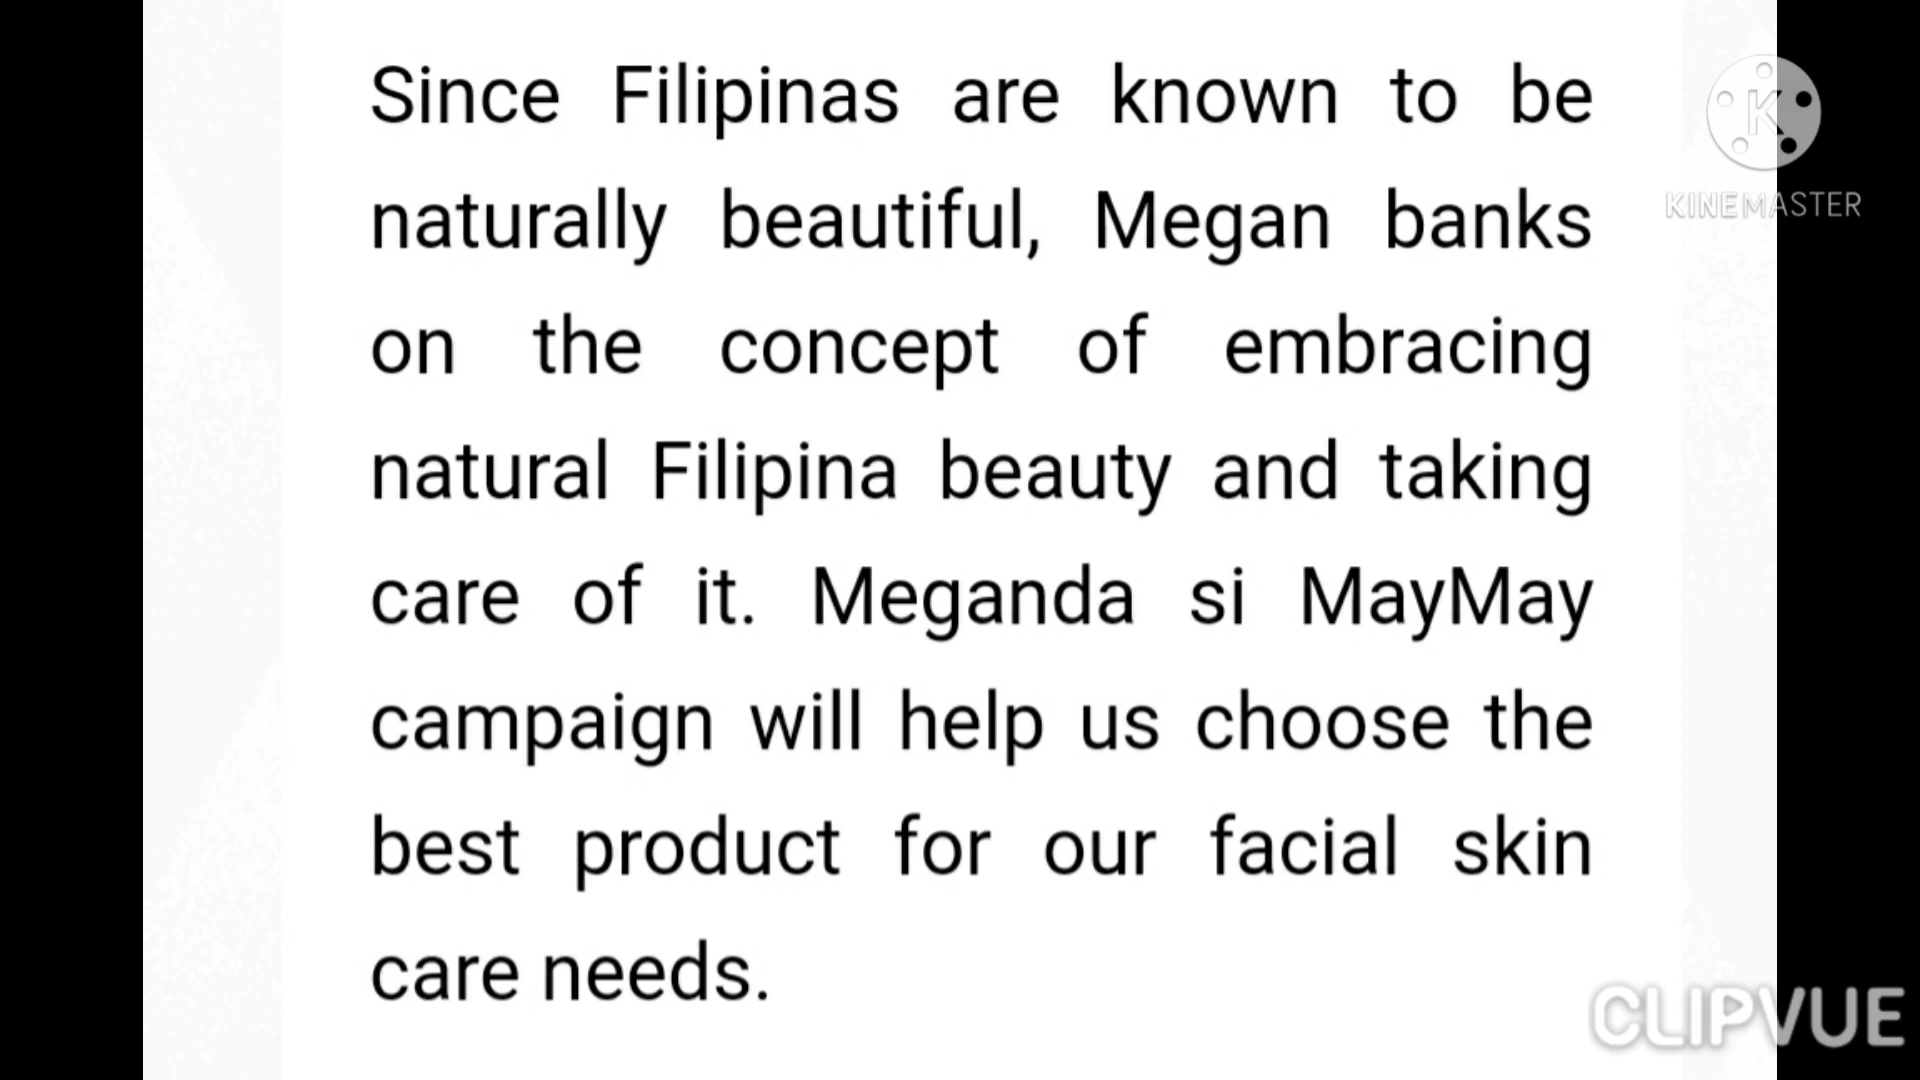 Since Filipinas are known to be
naturally beautiful, Megan banks
on the concept of embracing
natural Filipina beauty and taking
care of it. Meganda si MayMay
campaign will help us choose the
best product for our facial skin
care needs.
K
KINEMASTER
CLIPVUE